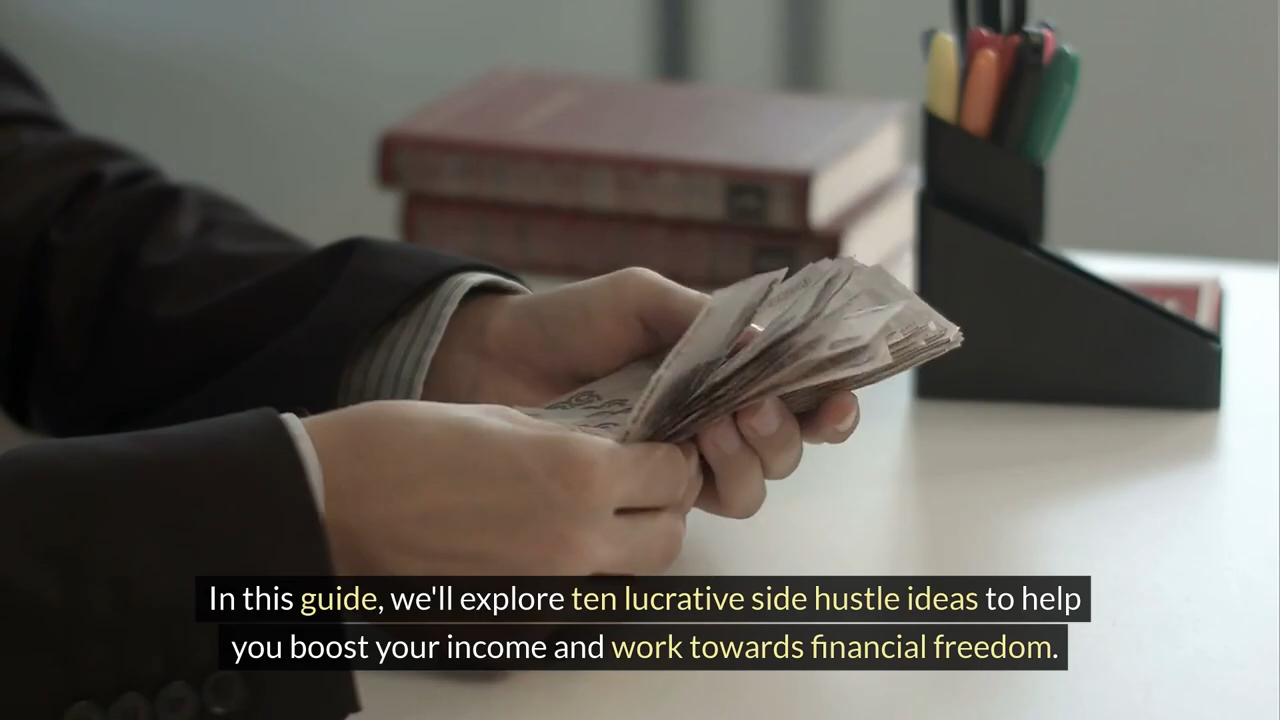 In this guide, we'll explore ten lucrative side hustle ideas to help
you boost your income and work towards financial freedom.